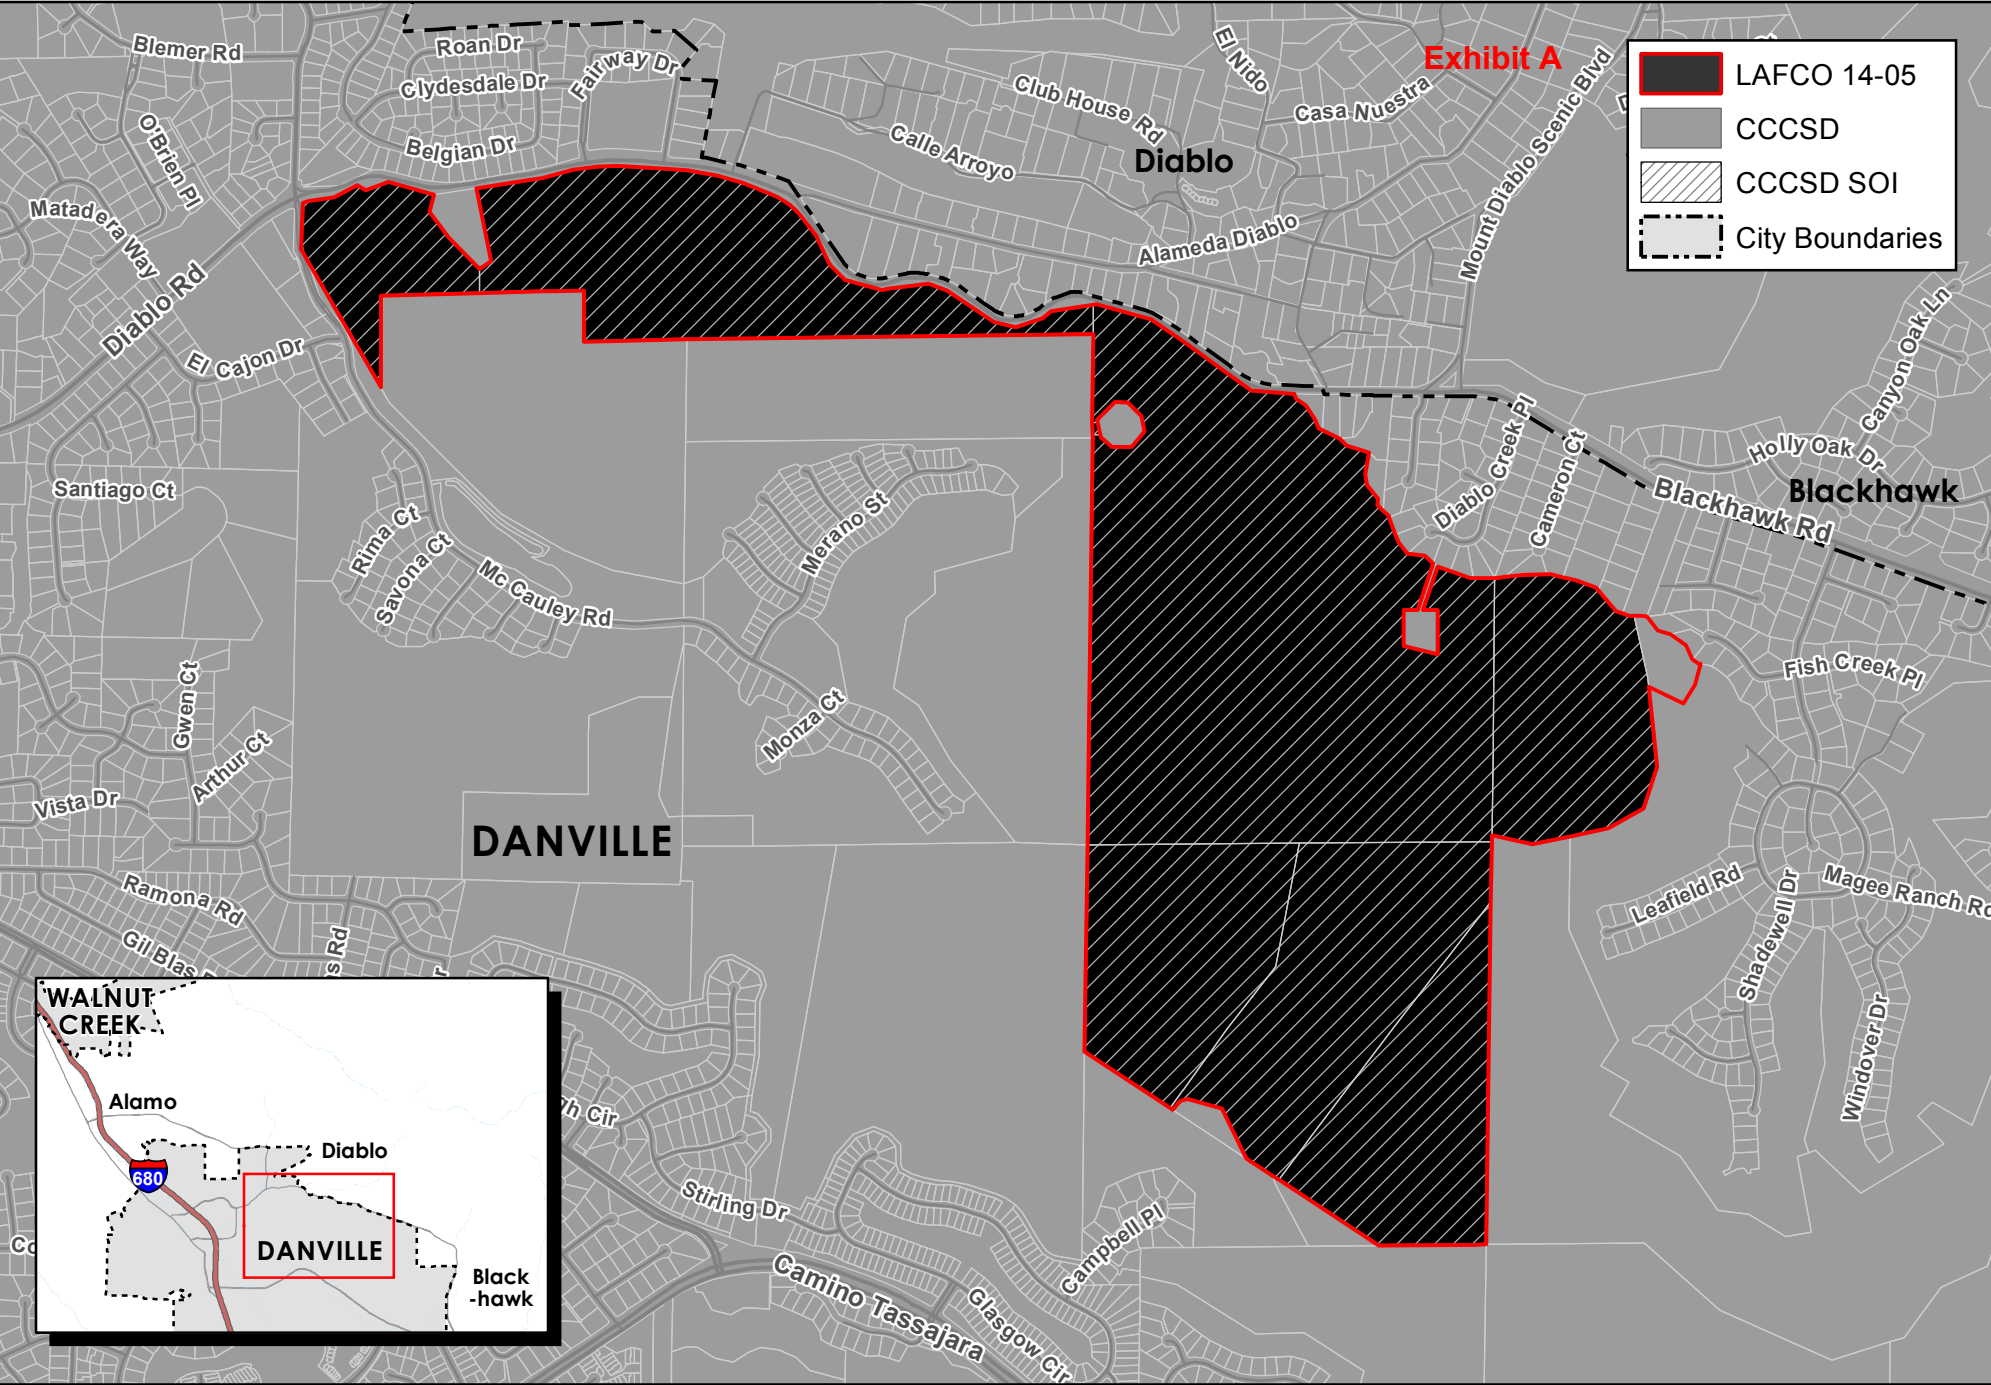 Exhibit A
LAFCO 14-05
CCCSD
CCCSD SOI
City Boundaries
Blemer Rd
Roan Dr
Clydesdale Dr
Fairway Dr
Belgian Dr
O'Brien Pl
Matadera Way
Diablo Rd
El Cajon Dr
El Nido
Club House Rd
Casa Nuestra
Calle Arroyo
Diablo
Alameda Diablo
Mount Diablo Scenic Blvd
Canyon Oak Ln
Holly Oak Dr
Blackhawk
Blackhawk Rd
Diablo Creek Pl
Cameron Ct
Fish Creek Pl
Santiago Ct
Rima Ct
Savona Ct
Mc Cauley Rd
Merano St
Monza Ct
Gwen Ct
Arthur Ct
Vista Dr
DANVILLE
Ramona Rd
Gil Blas
s Rd
Leafield Rd
Magee Ranch Rd
Shadewell Dr
Windover Dr
Stirling Dr
Campbell Pl
Camino Tassajara
Glasgow Cir
h Cir
Co
WALNUT
CREEK
Alamo
Diablo
680
DANVILLE
Black
-hawk